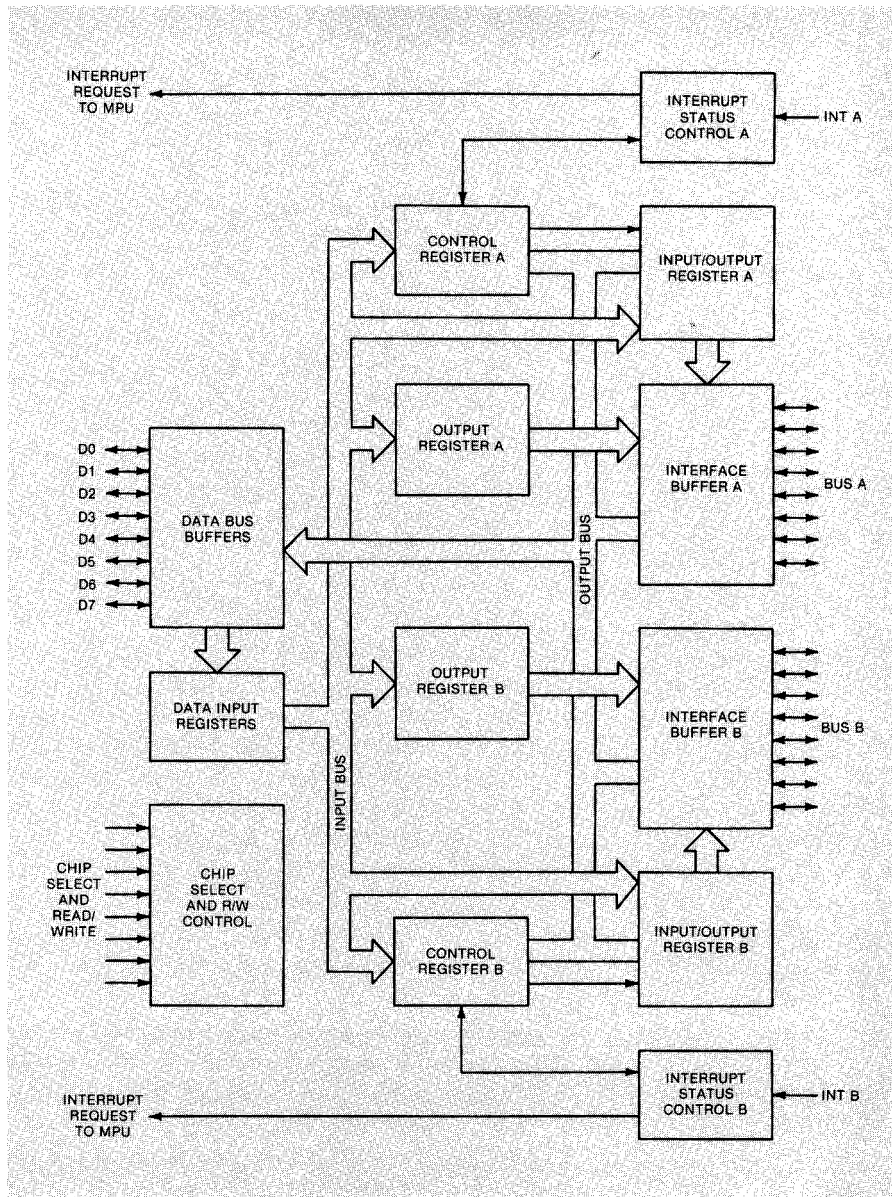 INTERRUPT
REQUEST
TO MPU
INTERRUPT
STATUS
CONTROL A
INT A
CONTROL
REGISTER A
INPUT/OUTPUT
REGISTER A
OUTPUT
REGISTER A
INTERFACE
BUFFER A
BUS A
D0
D1
D2
D3
D4
D5
D6
D7
DATA BUS
BUFFERS
OUTPUT BUS
DATA INPUT
REGISTERS
OUTPUT
REGISTER B
INTERFACE
BUFFER B
BUS B
INPUT BUS
CHIP
SELECT
AND
READ/
WRITE
CHIP
SELECT
AND R/W
CONTROL
CONTROL
REGISTER B
INPUT/OUTPUT
REGISTER B
INTERRUPT
REQUEST
TO MPU
INTERRUPT
STATUS
CONTROL B
INT B